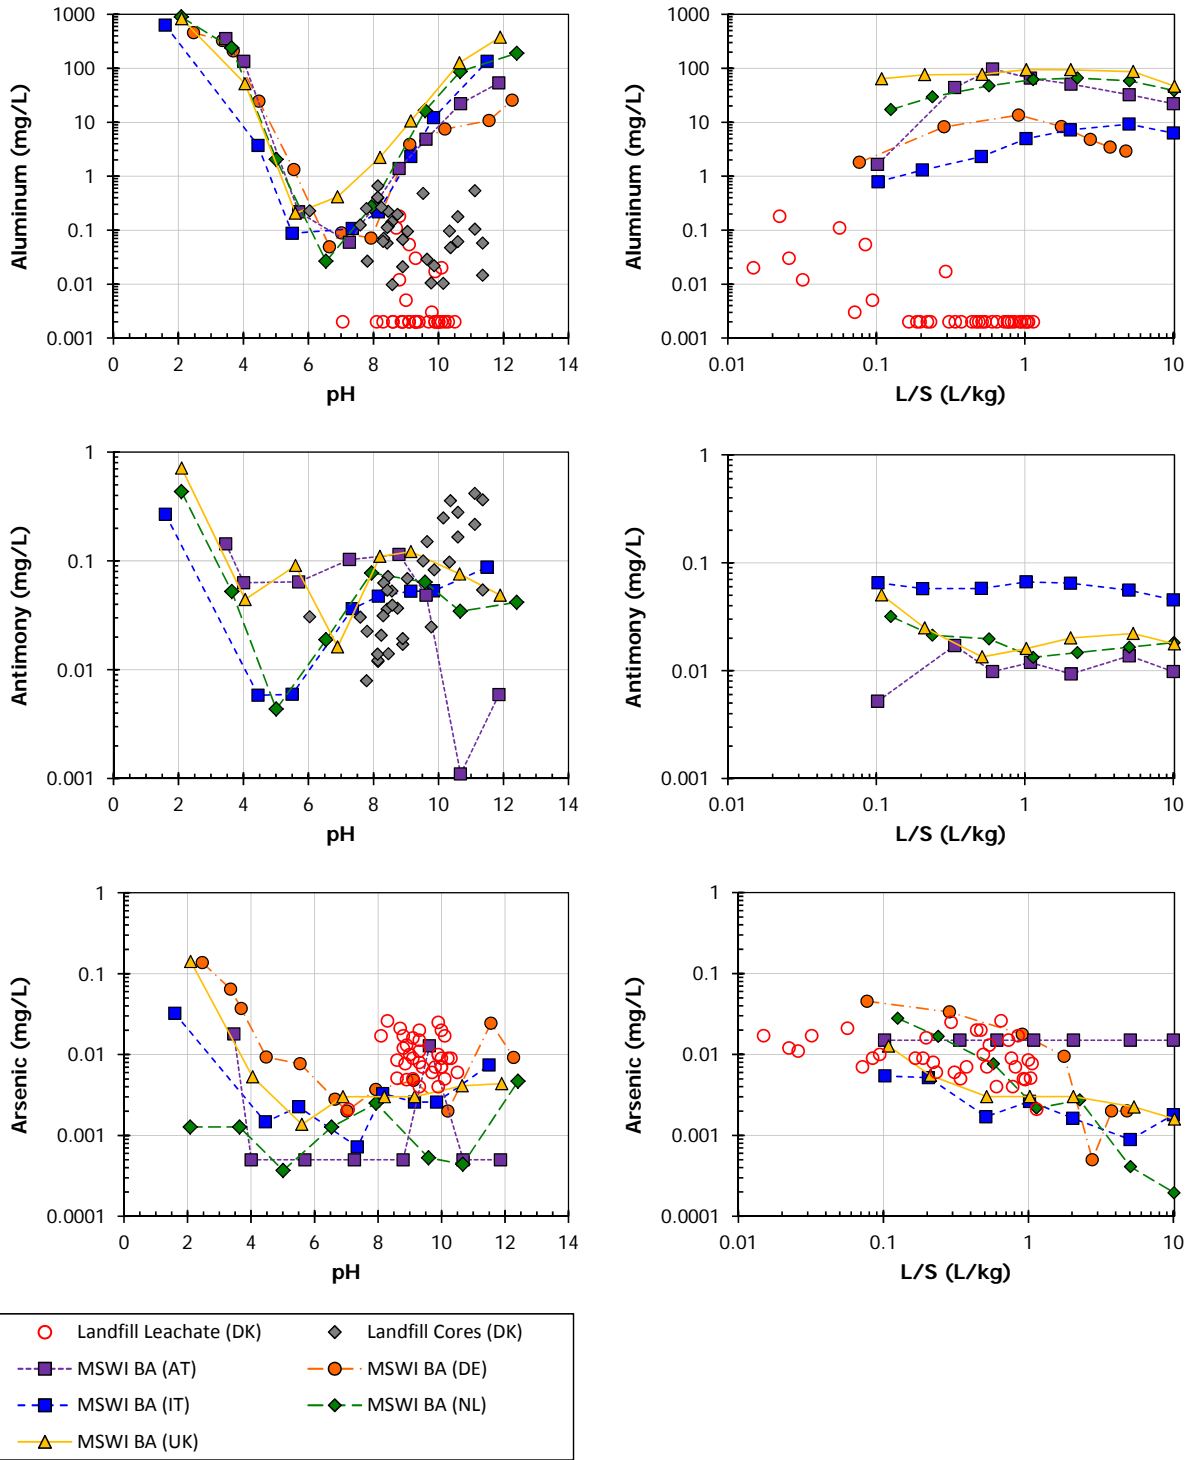 Aluminum (mg/L)
1000
100
10
1
0.1
0.01
0.001
0 2 4 6 8 10 12 14
pH
Aluminum (mg/L)
1000
100
10
1
0.1
0.01
0.001
0.01 0.1 1 10
L/S (L/kg)
Antimony (mg/L)
1
0.1
0.01
0.001
0 2 4 6 8 10 12 14
pH
Antimony (mg/L)
1
0.1
0.01
0.001
0.01 0.1 1 10
L/S (L/kg)
Arsenic (mg/L)
1
0.1
0.01
0.001
0.0001
0 2 4 6 8 10 12 14
pH
Arsenic (mg/L)
1
0.1
0.01
0.001
0.0001
0.01 0.1 1 10
L/S (L/kg)
Landfill Leachate (DK) Landfill Cores (DK)
MSWI BA (AT) MSWI BA (DE)
MSWI BA (IT) MSWI BA (NL)
MSWI BA (UK)